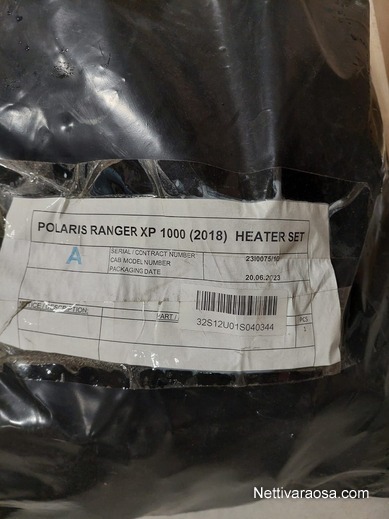 POLARIS RANGER XP 1000 (2018) HEATER SET
A
SERIAL / CONTRACT NUMBER
CAB MODEL NUMBER
PACKAGING DATE
20.06.2023
PART /
PCS
1
32S12U01S040344
Nettivaraosa.com